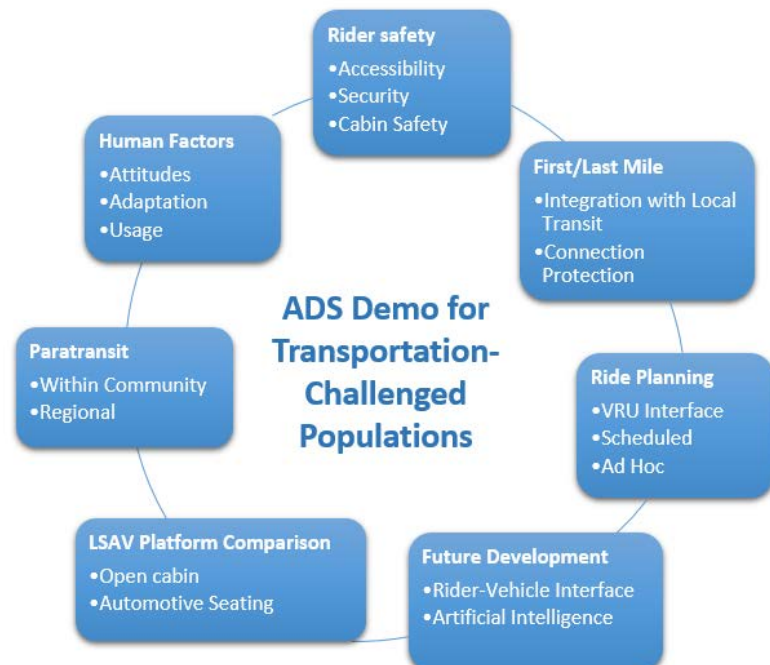 Rider safety
•Accessibility
•Security
•Cabin Safety
First/Last Mile
•Integration with Local
Transit
•Connection
Protection
Ride Planning
•VRU Interface
•Scheduled
•Ad Hoc
Future Development
•Rider-Vehicle Interface
•Artificial Intelligence
LSAV Platform Comparison
•Open cabin
•Automotive Seating
Paratransit
•Within Community
•Regional
Human Factors
•Attitudes
•Adaptation
•Usage
ADS Demo for
Transportation-
Challenged
Populations